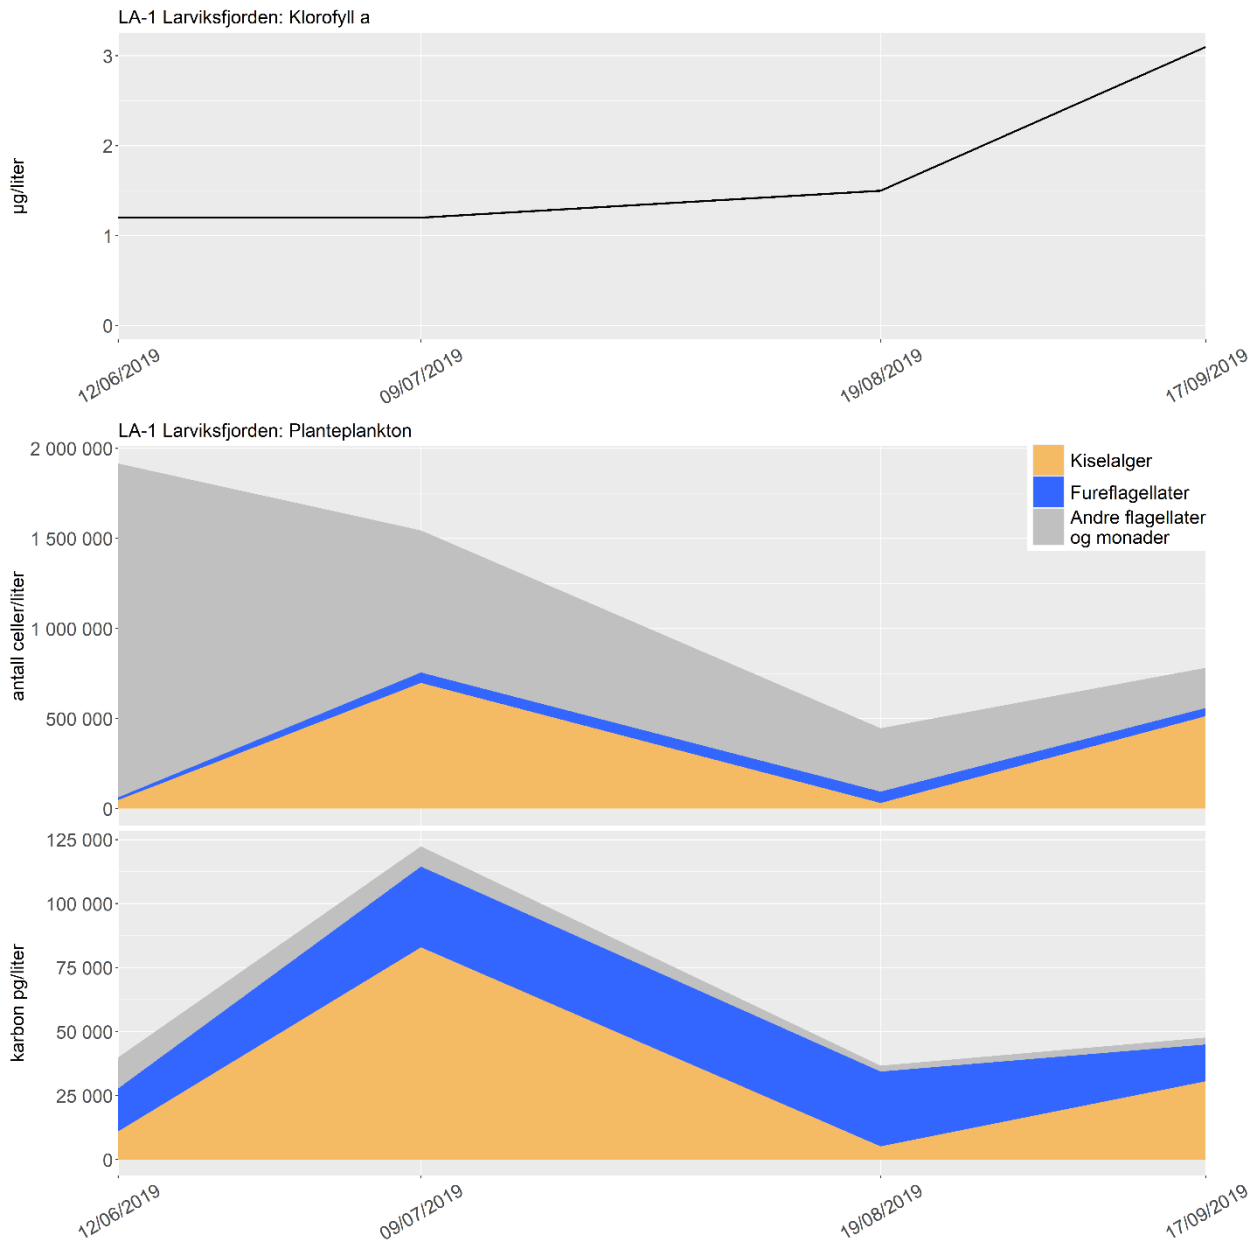 LA-1 Larviksfjorden: Klorofyll a
µg/liter
3
2
1
0
12/06/2019
09/07/2019
19/08/2019
17/09/2019
LA-1 Larviksfjorden: Planteplankton
antall celler/liter
2 000 000
1 500 000
1 000 000
500 000
0
Kiselalger
Fureflagellater
Andre flagellater
og monader
karbon pg/liter
125 000
100 000
75 000
50 000
25 000
0
12/06/2019
09/07/2019
19/08/2019
17/09/2019